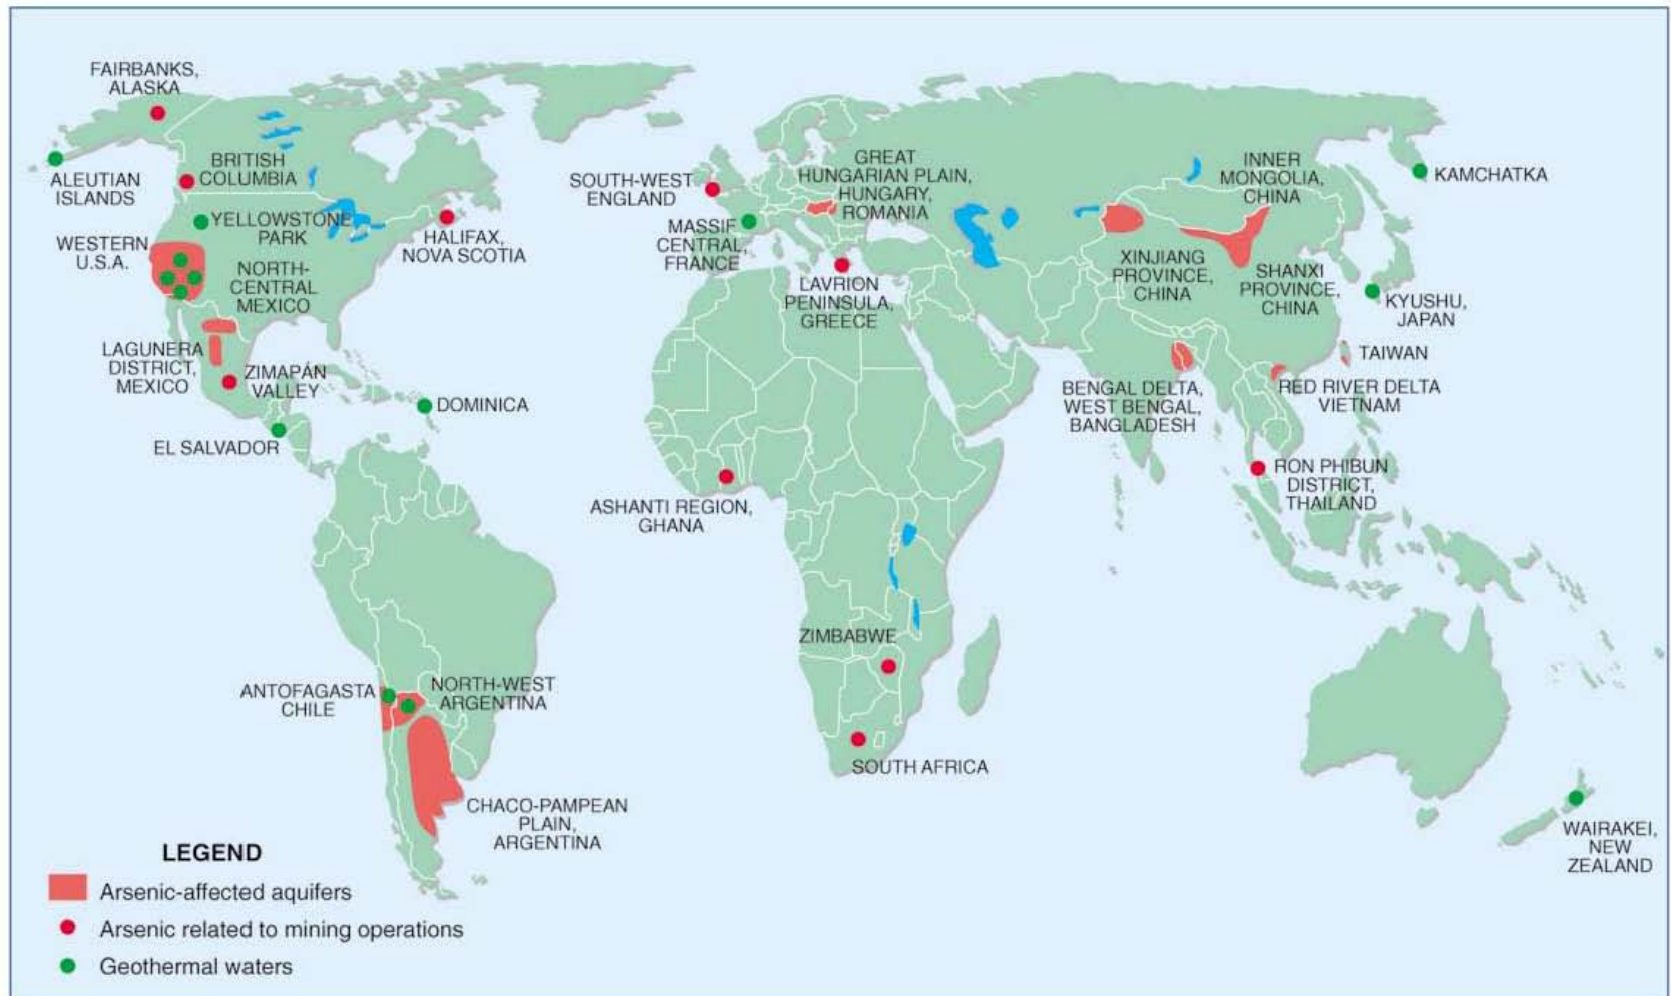 FAIRBANKS,
ALASKA
ALEUTIAN
ISLANDS
BRITISH
COLUMBIA
YELLOWSTONE
PARK
HALIFAX,
NOVA SCOTIA
WESTERN
U.S.A.
NORTH-
CENTRAL
MEXICO
LAGUNERA
DISTRICT,
MEXICO
ZIMAPÁN
VALLEY
DOMINICA
EL SALVADOR
ANTOFAGASTA
CHILE
NORTH-WEST
ARGENTINA
CHACO-PAMPEAN
PLAIN,
ARGENTINA
SOUTH-WEST
ENGLAND
MASSIF
CENTRAL,
FRANCE
GREAT
HUNGARIAN PLAIN,
HUNGARY,
ROMANIA
LAVRION
PENINSULA,
GREECE
ASHANTI REGION,
GHANA
ZIMBABWE
SOUTH AFRICA
INNER
MONGOLIA,
CHINA
KAMCHATKA
XINJIANG
PROVINCE,
CHINA
SHANXI
PROVINCE,
CHINA
KYUSHU,
JAPAN
TAIWAN
BENGAL DELTA,
WEST BENGAL,
BANGLADESH
RED RIVER DELTA
VIETNAM
RON PHIBUN
DISTRICT,
THAILAND
WAIRAKEI,
NEW
ZEALAND
LEGEND
Arsenic-affected aquifers
Arsenic related to mining operations
Geothermal waters